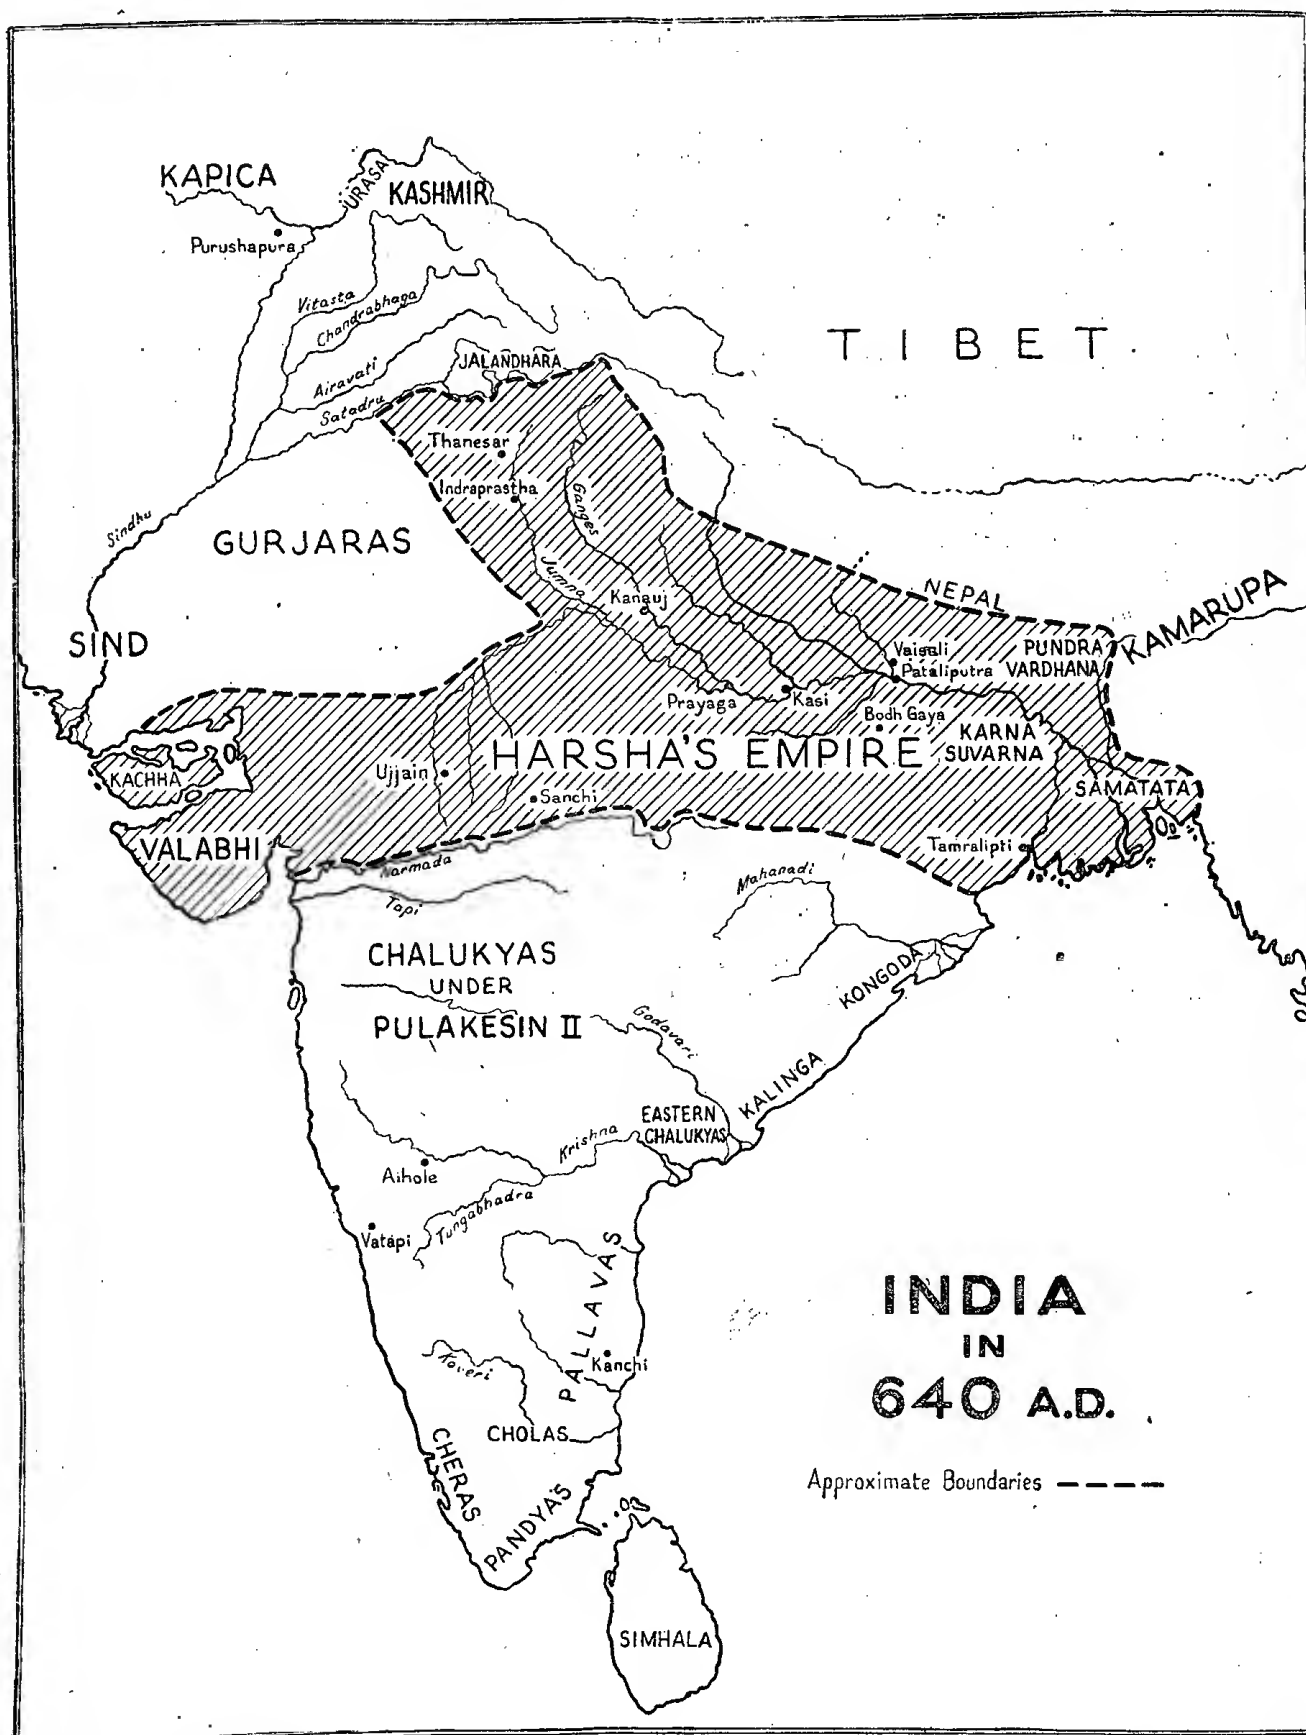 KAPICA
URASA
KASHMIR
Purushapura
Vitasta
Chandrabhaga
TIBET
JALANDHARA
Airavati
Satadru
Thanesar
Indraprastha
Ganges
Sindhu
GURJARAS
Jumna
Kanauj
NEPAL
KAMARUPA
SIND
Vaisali
PUNDRA
Pataliputra
VARDHANA
Prayaga
Kasi
Bodh Gaya
KARNA
SUVARNA
HARSHA'S EMPIRE
KACHHA
Ujjain
Sanchi
SAMATATA
VALABHI
Tamralipti
Narmada
Tapi
Mahanadi
CHALUKYAS
UNDER
PULAKESIN II
KONGODA
Godavari
KALINGA
EASTERN
CHALUKYAS
Krishna
Aihole
Tungabhadra
Vatapi
PALLAVAS
INDIA
IN
640 A.D.
Kanchi
Koveri
CHOLAS
CHERAS
PANDYA'S
Approximate Boundaries
SIMHALA